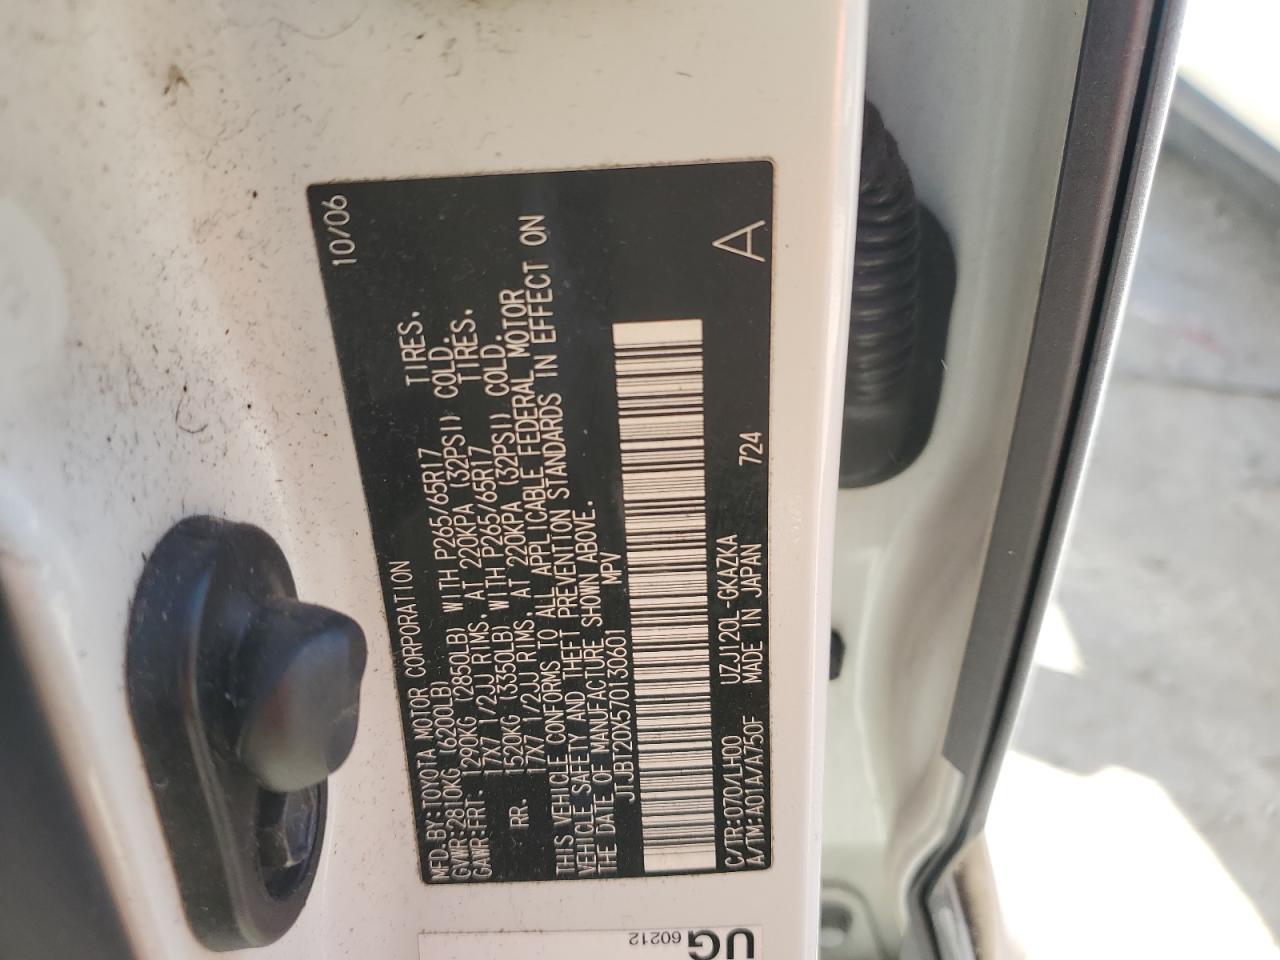 MFD.BY:TOYOTA MOTOR CORPORATION 10/06
GVWR:2810KG (6200LB)
GAWR:FRT. 1290KG (2850LB) WITH P265/65R17 TIRES.
17X7 1/2JJ RIMS, AT 220KPA (32PSI) COLD.
RR. 1520KG (3350LB) WITH P265/65R17 TIRES.
17X7 1/2JJ RIMS, AT 220KPA (32PSI) COLD.
THIS VEHICLE CONFORMS TO ALL APPLICABLE FEDERAL MOTOR
VEHICLE SAFETY AND THEFT PREVENTION STANDARDS IN EFFECT ON
THE DATE OF MANUFACTURE SHOWN ABOVE.
JTJBT20X570130601 MPV
C/TR:070/LH00 UZJ120L-GKAZKA 724
A/TM:A01A/A750F MADE IN JAPAN A
UG
60212